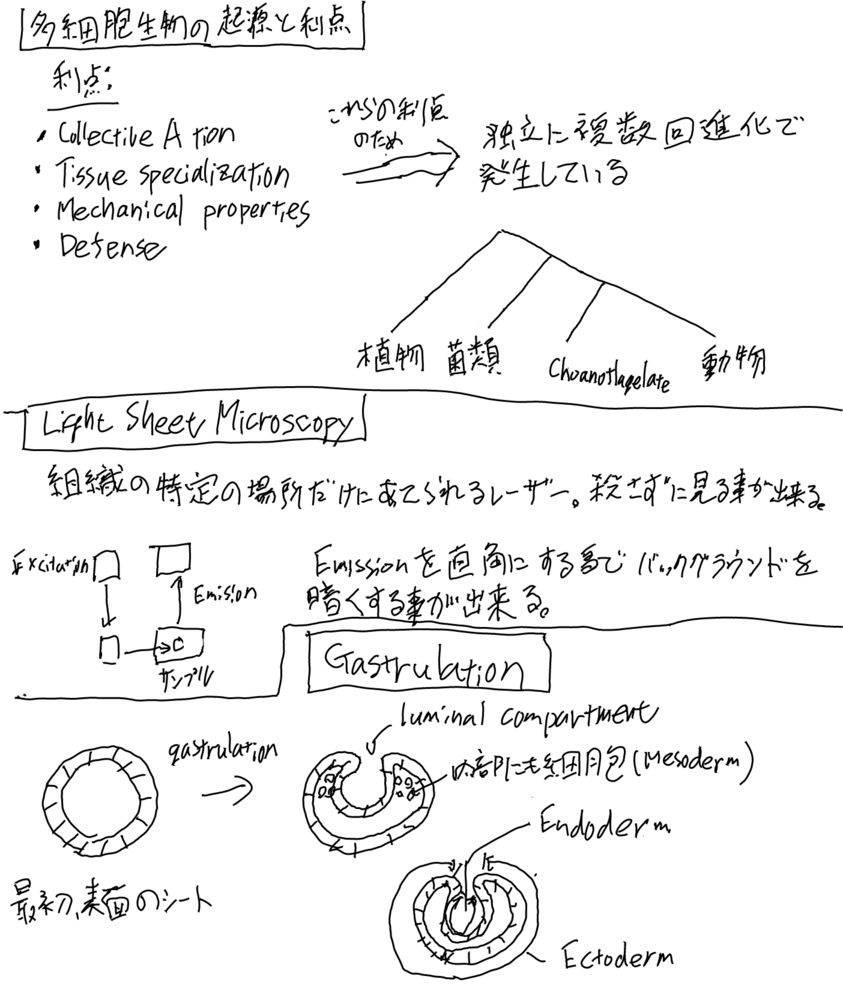 多細胞生物の起源と利点
利点:
・Collective A tion
・Tissue specialization
・Mechanical properties
・Defense
これらの利点
のため
独立に複数回進化で
発生している
植物
菌類
Choanoflagelate
動物
Light Sheet Microscopy
組織の特定の場所だけにあてられるレーザー。殺さずに見る事が出来る。
Excitation
Emision
サンプル
Emissionを直角にする事でバックグラウンドを
暗くする事が出来る。
Gastrulation
gastrulation
luminal compartment
内部にも細胞(Mesoderm)
最初、表面のシート
Endoderm
Ectoderm